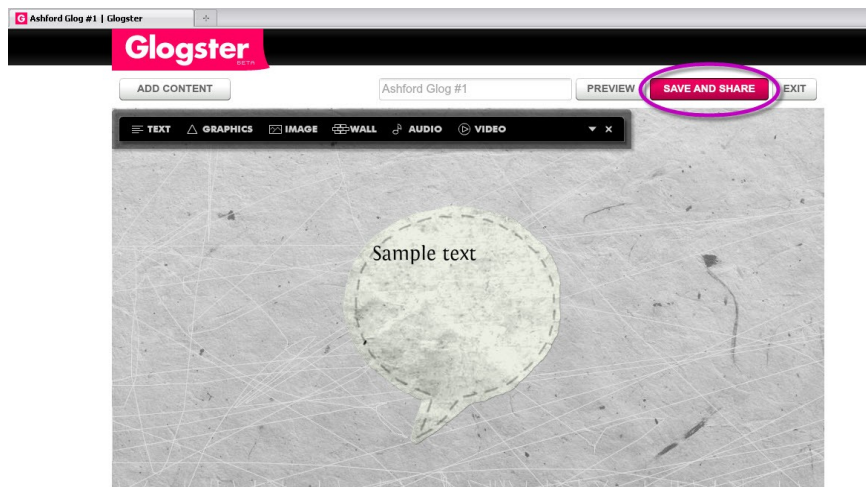 G Ashford Glog #1 | Glogster
Glogster
BETA
ADD CONTENT Ashford Glog #1 PREVIEW SAVE AND SHARE EXIT
TEXT GRAPHICS IMAGE WALL AUDIO VIDEO
Sample text